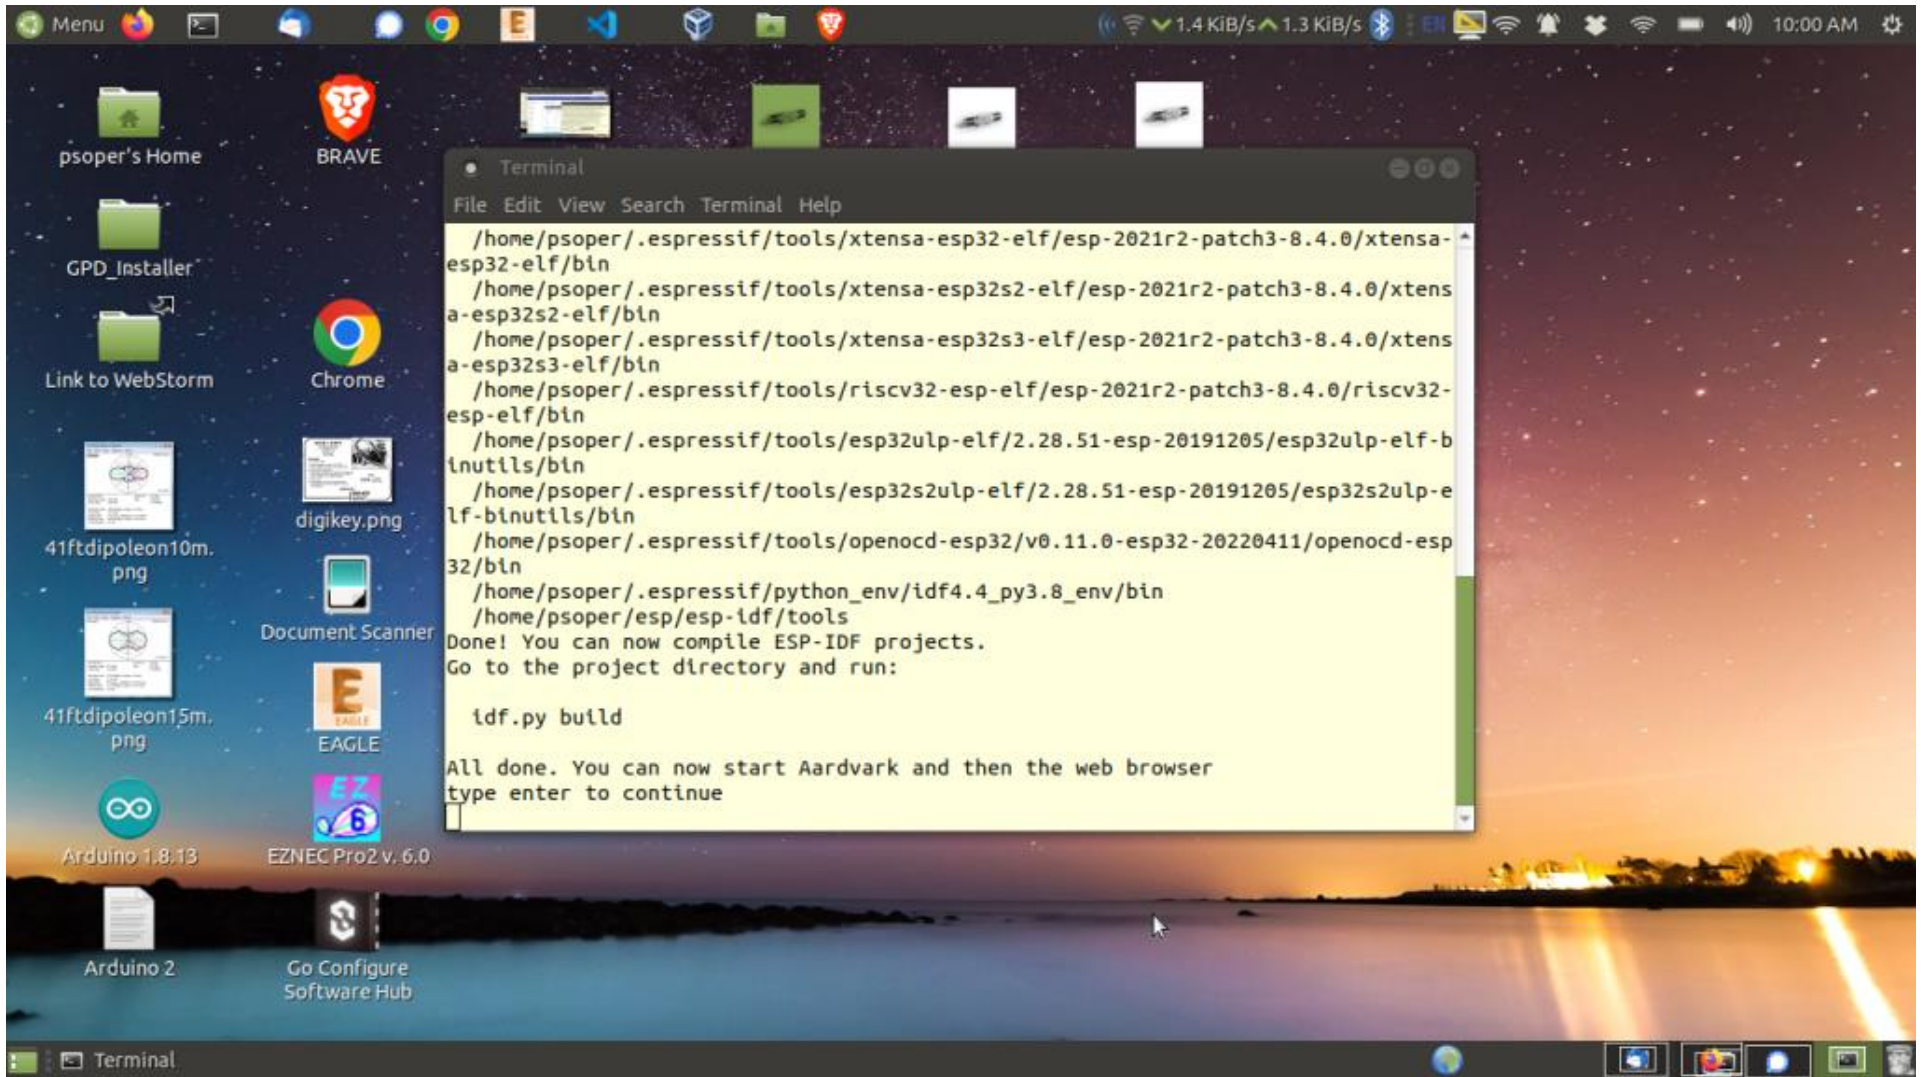 Menu
1.4 KiB/s 1.3 KiB/s EN 10:00 AM
psoper's Home
BRAVE
GPD_Installer
Link to WebStorm
Chrome
41ftdipoleon10m.
png
digikey.png
Document Scanner
41ftdipoleon15m.
png
EAGLE
EAGLE
Arduino 1.8.13
EZ
6
EZNEC Pro2 v. 6.0
Arduino 2
Go Configure
Software Hub
Terminal
File Edit View Search Terminal Help
/home/psoper/.espressif/tools/xtensa-esp32-elf/esp-2021r2-patch3-8.4.0/xtensa-
esp32-elf/bin
/home/psoper/.espressif/tools/xtensa-esp32s2-elf/esp-2021r2-patch3-8.4.0/xtens
a-esp32s2-elf/bin
/home/psoper/.espressif/tools/xtensa-esp32s3-elf/esp-2021r2-patch3-8.4.0/xtens
a-esp32s3-elf/bin
/home/psoper/.espressif/tools/riscv32-esp-elf/esp-2021r2-patch3-8.4.0/riscv32-
esp-elf/bin
/home/psoper/.espressif/tools/esp32ulp-elf/2.28.51-esp-20191205/esp32ulp-elf-b
inutils/bin
/home/psoper/.espressif/tools/esp32s2ulp-elf/2.28.51-esp-20191205/esp32s2ulp-e
lf-binutils/bin
/home/psoper/.espressif/tools/openocd-esp32/v0.11.0-esp32-20220411/openocd-esp
32/bin
/home/psoper/.espressif/python_env/idf4.4_py3.8_env/bin
/home/psoper/esp/esp-idf/tools
Done! You can now compile ESP-IDF projects.
Go to the project directory and run:
idf.py build
All done. You can now start Aardvark and then the web browser
type enter to continue
Terminal